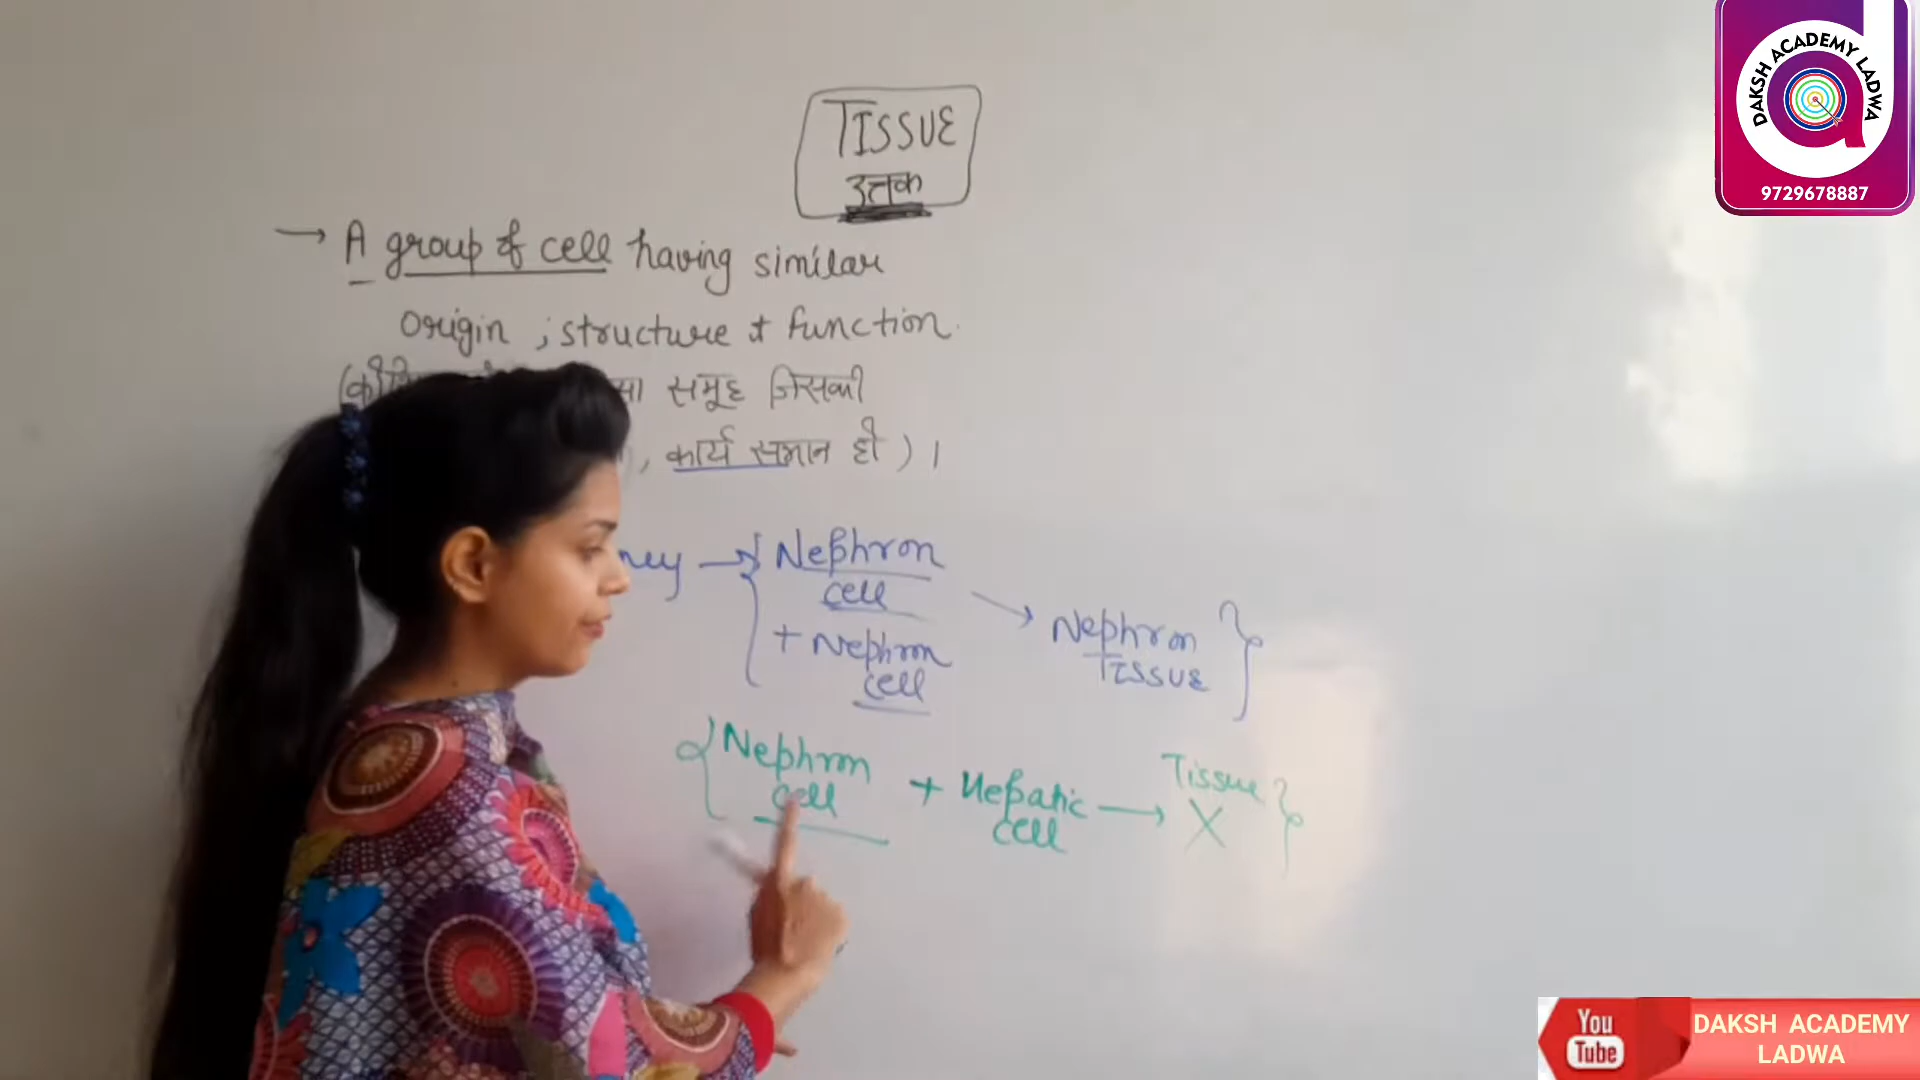 TISSUE
उत्तक
→ A group of cell having similar
origin ; structure & function.
समूह जिसकी
, कार्य समान हो ) ।
ney → { Nephron
cell
+ Nephron
cell
→ Nephron
TISSUE }
{ Nephron
cell
+ Hepatic
cell
→ Tissue
X }
DAKSH ACADEMY LADWA
9729678887
You
Tube
DAKSH ACADEMY
LADWA